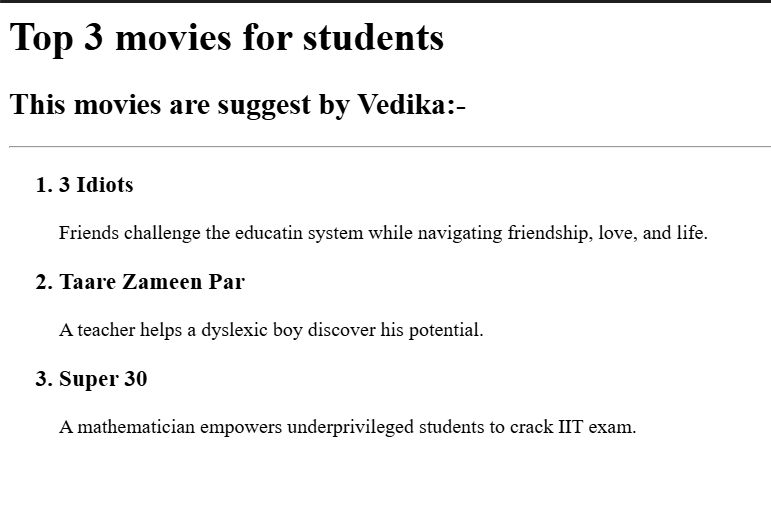 Top 3 movies for students
This movies are suggest by Vedika:-
1. 3 Idiots
Friends challenge the educatin system while navigating friendship, love, and life.
2. Taare Zameen Par
A teacher helps a dyslexic boy discover his potential.
3. Super 30
A mathematician empowers underprivileged students to crack IIT exam.